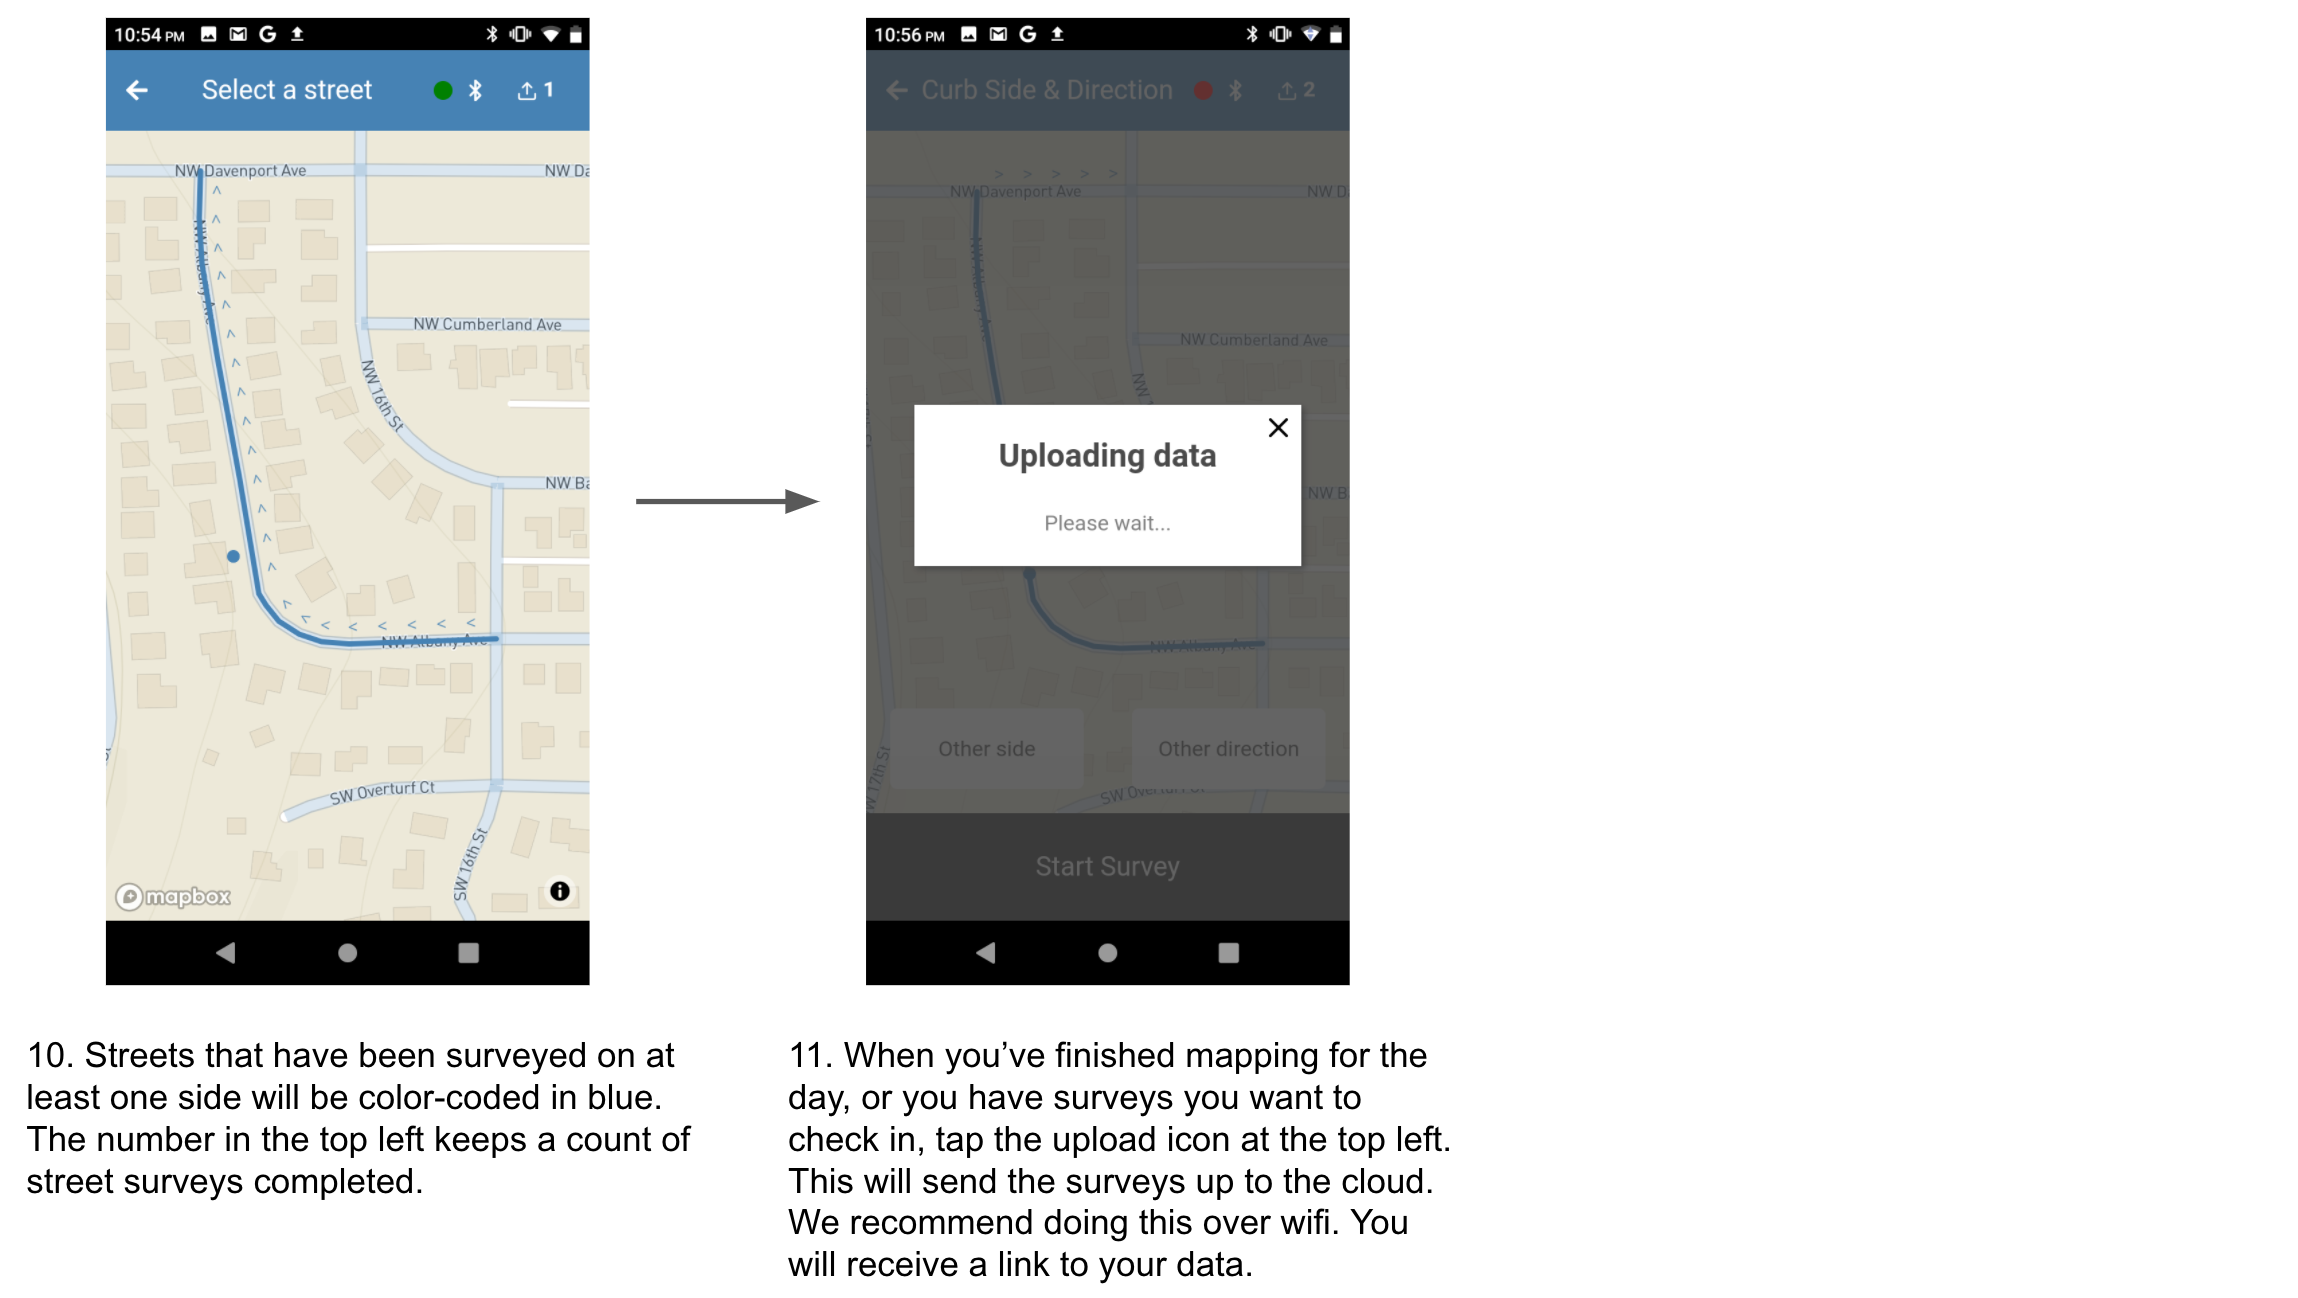 10:54 PM
Select a street
1
NW Davenport Ave
NW Da
NW Albany Ave
NW Cumberland Ave
NW 16th St
NW Ba
NW Albany Ave
SW Overturf Ct
SW 16th St
mapbox
10:56 PM
Curb Side & Direction
2
NW Davenport Ave
NW D
NW Albany Ave
NW Cumberland Ave
NW
Uploading data
Please wait...
NW B
NW Albany Ave
Other side
Other direction
W 17th St
SW Overturf Ct
Start Survey
10. Streets that have been surveyed on at
least one side will be color-coded in blue.
The number in the top left keeps a count of
street surveys completed.
11. When you’ve finished mapping for the
day, or you have surveys you want to
check in, tap the upload icon at the top left.
This will send the surveys up to the cloud.
We recommend doing this over wifi. You
will receive a link to your data.